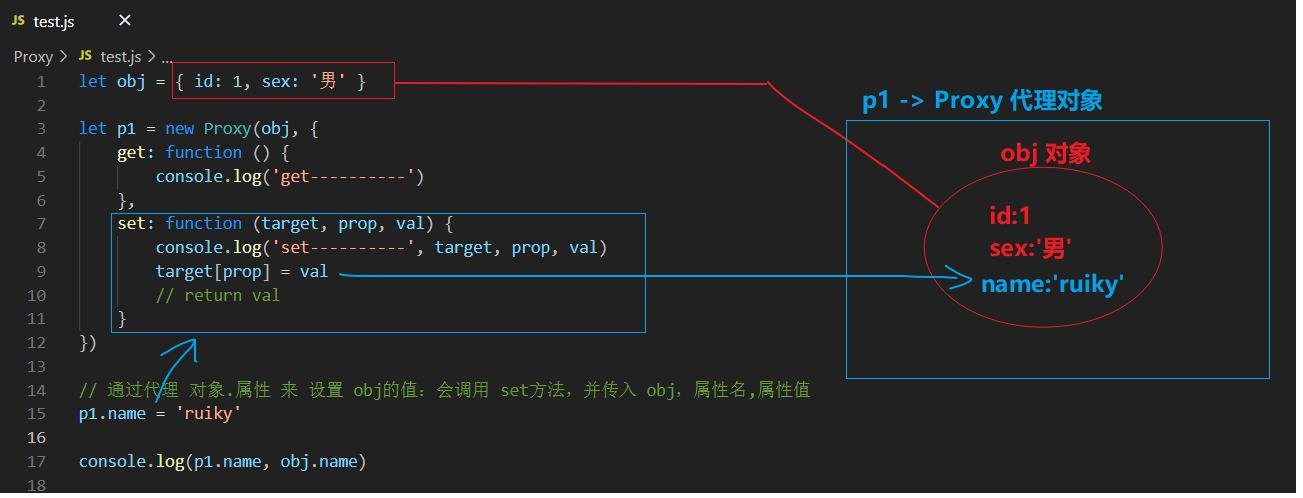 JS test.js ×
Proxy > JS test.js > ...
1 let obj = { id: 1, sex: '男' }
2
3 let p1 = new Proxy(obj, {
4 get: function () {
5 console.log('get----------')
6 },
7 set: function (target, prop, val) {
8 console.log('set----------', target, prop, val)
9 target[prop] = val
10 // return val
11 }
12 })
13
14 // 通过代理 对象.属性 来 设置 obj的值: 会调用 set方法, 并传入 obj, 属性名,属性值
15 p1.name = 'ruiky'
16
17 console.log(p1.name, obj.name)
18
p1 -> Proxy 代理对象
obj 对象
id:1
sex:'男'
name:'ruiky'